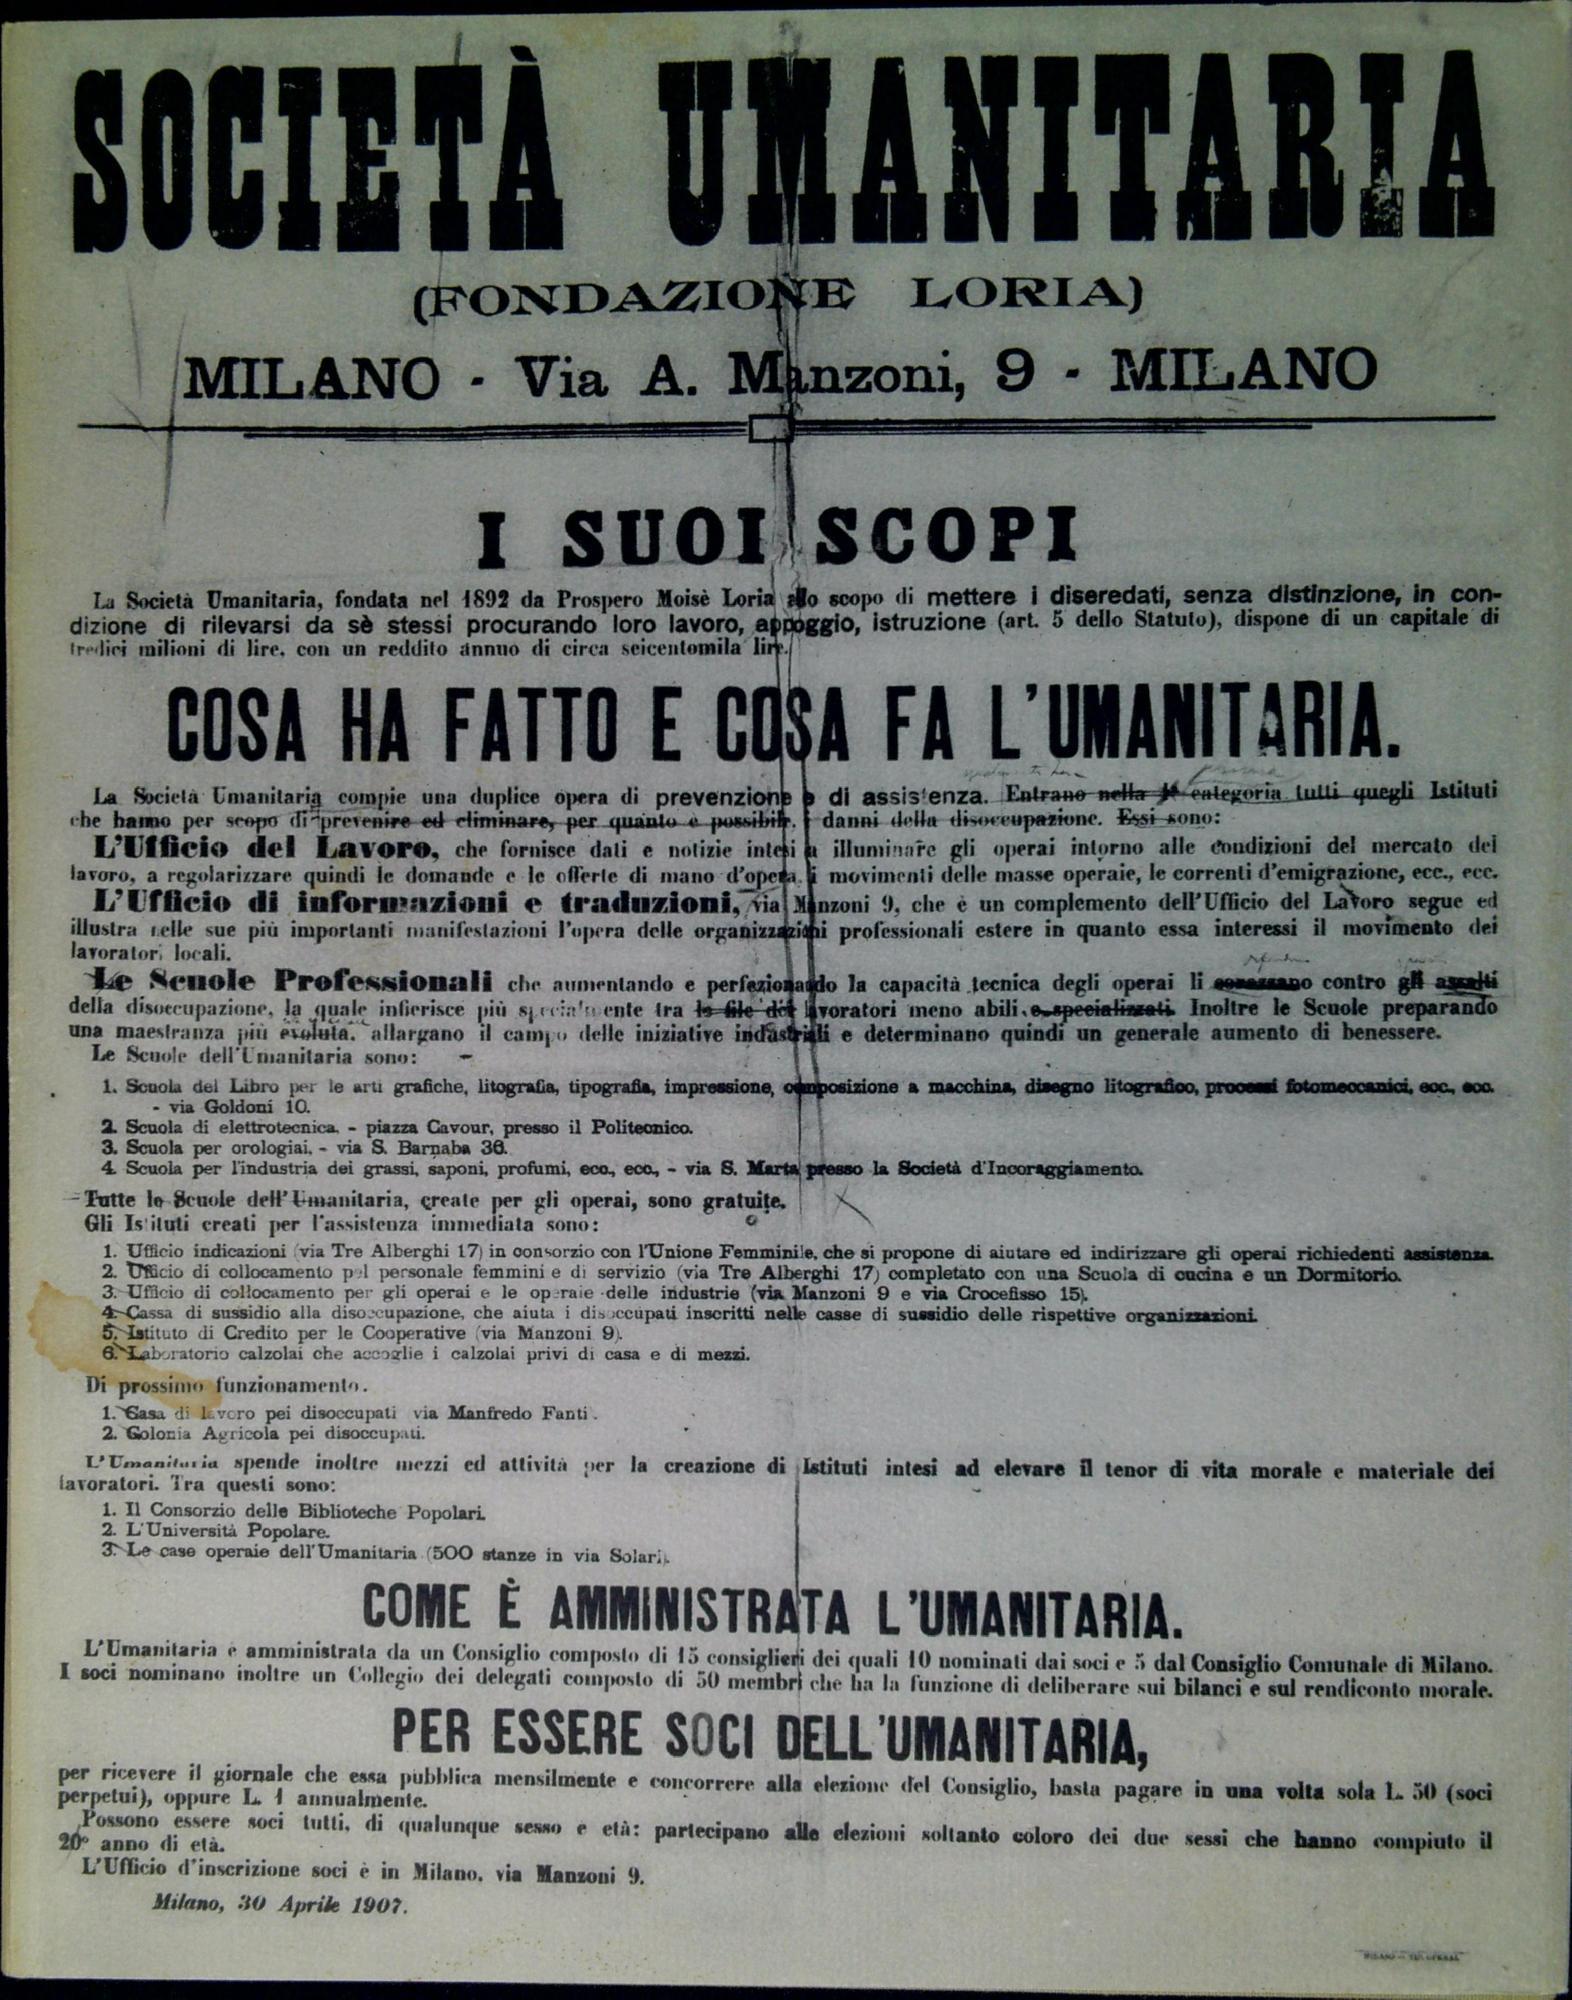 SOCIETÀ UMANITARIA
(FONDAZIONE LORIA)
MILANO - Via A. Manzoni, 9 - MILANO
I SUOI SCOPI
La Società Umanitaria, fondata nel 1892 da Prospero Moisè Loria allo scopo di mettere i diseredati, senza distinzione, in con-
dizione di rilevarsi da sè stessi procurando loro lavoro, appoggio, istruzione (art. 5 dello Statuto), dispone di un capitale di
tredici milioni di lire, con un reddito annuo di circa seicentomila lire.
COSA HA FATTO E COSA FA L'UMANITARIA.
La Società Umanitaria compie una duplice opera di prevenzione e di assistenza. Entrano nella 1ª categoria tutti quegli Istituti
che hanno per scopo di prevenire ed eliminare, per quanto è possibile, i danni della disoccupazione. Essi sono:
L'Ufficio del Lavoro, che fornisce dati e notizie intesi a illuminare gli operai intorno alle condizioni del mercato del
lavoro, a regolarizzare quindi le domande e le offerte di mano d'opera, i movimenti delle masse operaie, le correnti d'emigrazione, ecc., ecc.
L'Ufficio di informazioni e traduzioni, via Manzoni 9, che è un complemento dell'Ufficio del Lavoro segue ed
illustra nelle sue più importanti manifestazioni l'opera delle organizzazioni professionali estere in quanto essa interessi il movimento dei
lavoratori locali.
Le Scuole Professionali che aumentando e perfezionando la capacità tecnica degli operai li corazzano contro gli assalti
della disoccupazione, la quale infierisce più specialmente tra le file dei lavoratori meno abili e specializzati. Inoltre le Scuole preparando
una maestranza più evoluta, allargano il campo delle iniziative industriali e determinano quindi un generale aumento di benessere.
Le Scuole dell'Umanitaria sono:
1. Scuola del Libro per le arti grafiche, litografia, tipografia, impressione, composizione a macchina, disegno litografico, processi fotomeccanici, ecc., ecc.
- via Goldoni 10.
2. Scuola di elettrotecnica, - piazza Cavour, presso il Politecnico.
3. Scuola per orologiai, - via S. Barnaba 36.
4. Scuola per l'industria dei grassi, saponi, profumi, ecc., ecc., - via S. Marta presso la Società d'Incoraggiamento.
Tutte le Scuole dell'Umanitaria, create per gli operai, sono gratuite.
Gli Istituti creati per l'assistenza immediata sono:
1. Ufficio indicazioni (via Tre Alberghi 17) in consorzio con l'Unione Femminile, che si propone di aiutare ed indirizzare gli operai richiedenti assistenza.
2. Ufficio di collocamento pel personale femminile di servizio (via Tre Alberghi 17) completato con una Scuola di cucina e un Dormitorio.
3. Ufficio di collocamento per gli operai e le operaie delle industrie (via Manzoni 9 e via Crocefisso 15).
4. Cassa di sussidio alla disoccupazione, che aiuta i disoccupati inscritti nelle casse di sussidio delle rispettive organizzazioni.
5. Istituto di Credito per le Cooperative (via Manzoni 9).
6. Laboratorio calzolai che accoglie i calzolai privi di casa e di mezzi.
Di prossimo funzionamento.
1. Casa di lavoro pei disoccupati via Manfredo Fanti.
2. Colonia Agricola pei disoccupati.
L'Umanitaria spende inoltre mezzi ed attività per la creazione di Istituti intesi ad elevare il tenor di vita morale e materiale dei
lavoratori. Tra questi sono:
1. Il Consorzio delle Biblioteche Popolari.
2. L'Università Popolare.
3. Le case operaie dell'Umanitaria (500 stanze in via Solari).
COME È AMMINISTRATA L'UMANITARIA.
L'Umanitaria è amministrata da un Consiglio composto di 15 consiglieri dei quali 10 nominati dai soci e 5 dal Consiglio Comunale di Milano.
I soci nominano inoltre un Collegio dei delegati composto di 50 membri che ha la funzione di deliberare sui bilanci e sul rendiconto morale.
PER ESSERE SOCI DELL'UMANITARIA,
per ricevere il giornale che essa pubblica mensilmente e concorrere alla elezione del Consiglio, basta pagare in una volta sola L. 50 (soci
perpetui), oppure L. 1 annualmente.
Possono essere soci tutti, di qualunque sesso e età: partecipano alle elezioni soltanto coloro dei due sessi che hanno compiuto il
20º anno di età.
L'Ufficio d'inscrizione soci è in Milano, via Manzoni 9.
Milano, 30 Aprile 1907.
MILANO - TIP. OPERAI